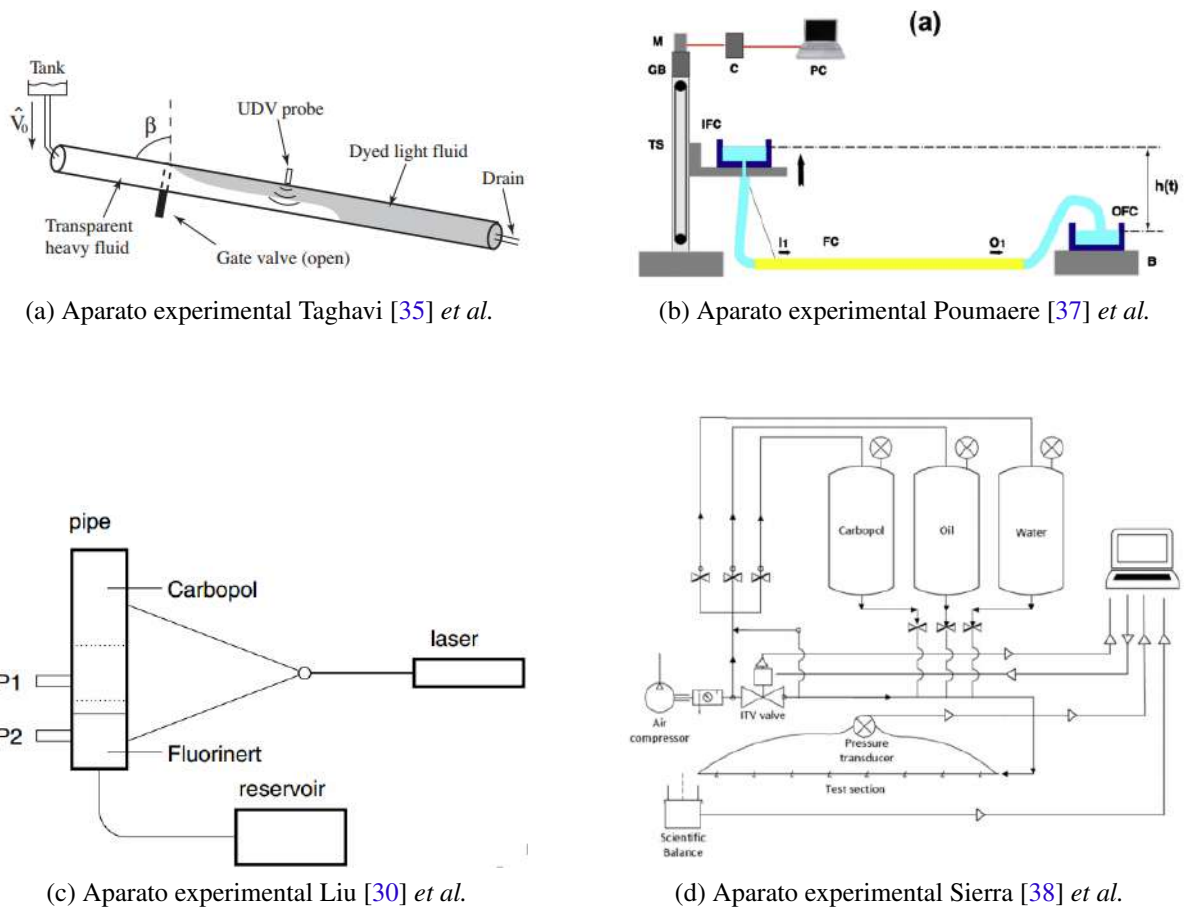 Tank
V̂₀
β
UDV probe
Dyed light fluid
Drain
Transparent
heavy fluid
Gate valve (open)
(a) Aparato experimental Taghavi [35] et al.
(a)
M
GB
C
PC
IFC
TS
h(t)
OFC
I1
FC
O1
B
(b) Aparato experimental Poumaere [37] et al.
pipe
Carbopol
laser
P1
P2
Fluorinert
reservoir
(c) Aparato experimental Liu [30] et al.
Carbopol
Oil
Water
ITV valve
Air
compressor
Pressure
transducer
Test section
Scientific
Balance
(d) Aparato experimental Sierra [38] et al.